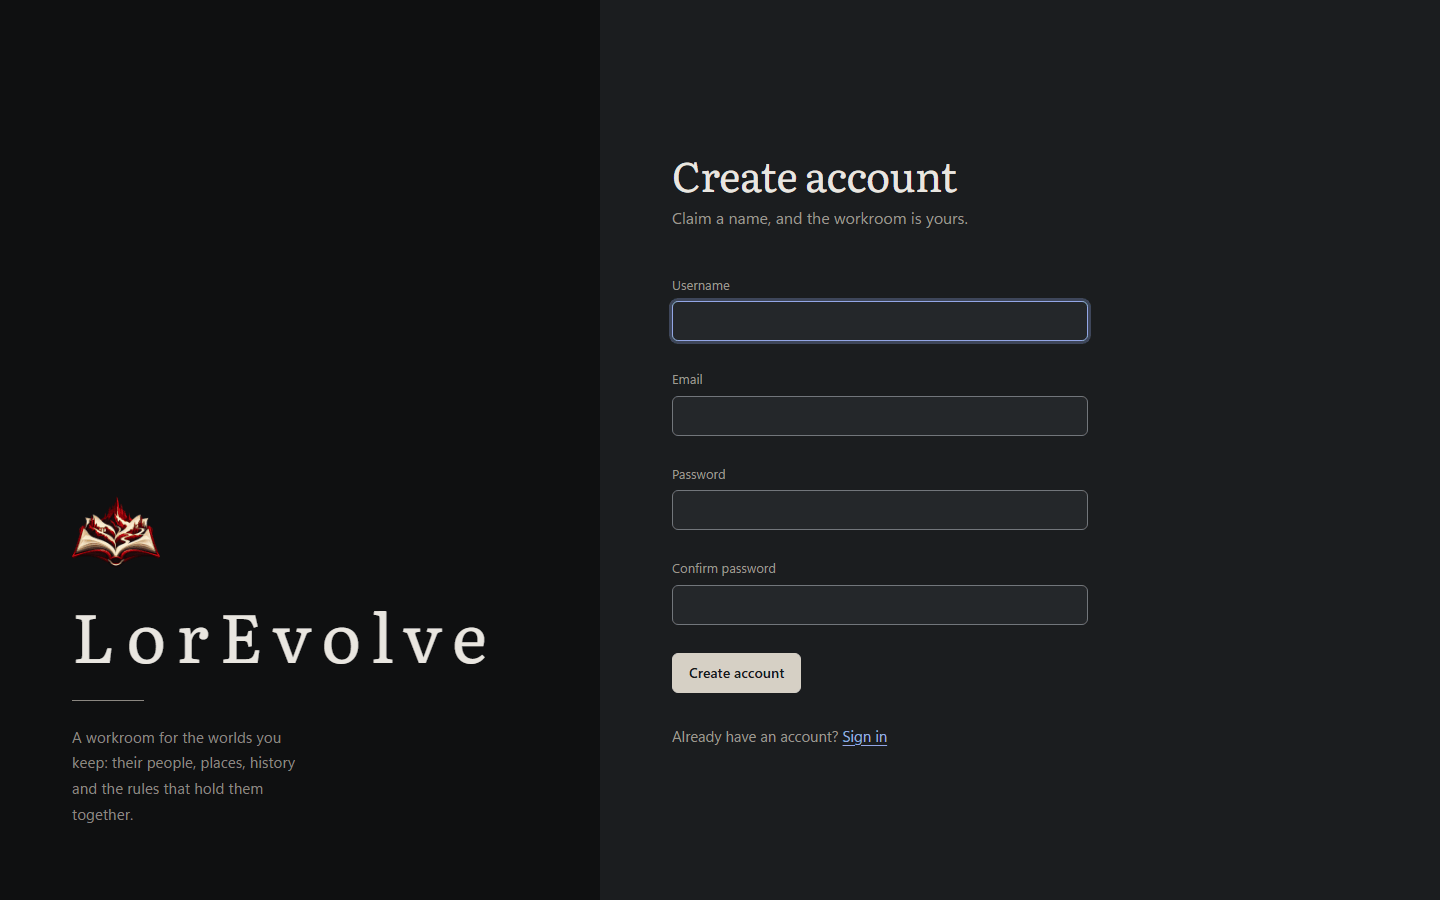 LorEvolve
A workroom for the worlds you
keep: their people, places, history
and the rules that hold them
together.
Create account
Claim a name, and the workroom is yours.
Username
Email
Password
Confirm password
Create account
Already have an account? Sign in